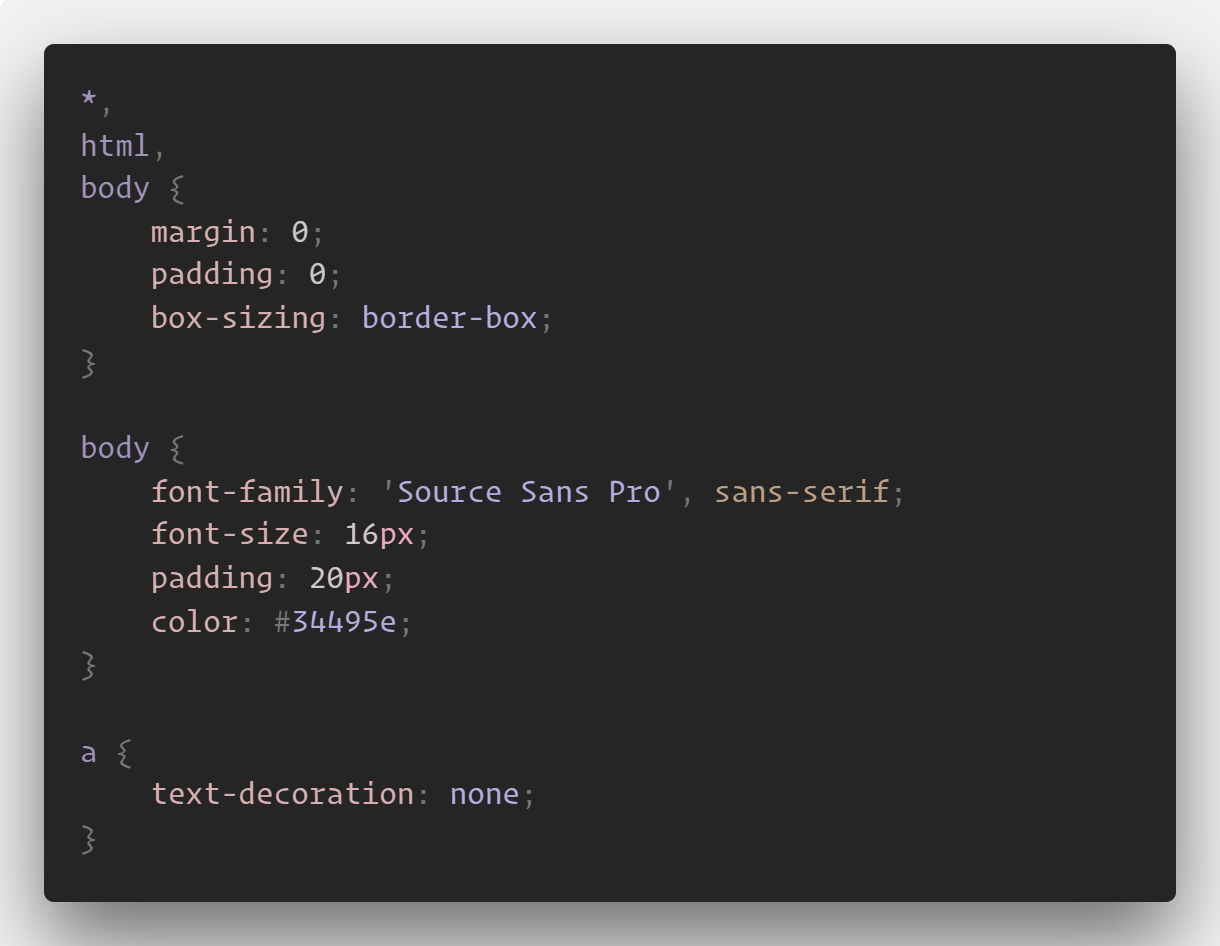 *,
html,
body {
    margin: 0;
    padding: 0;
    box-sizing: border-box;
}

body {
    font-family: 'Source Sans Pro', sans-serif;
    font-size: 16px;
    padding: 20px;
    color: #34495e;
}

a {
    text-decoration: none;
}